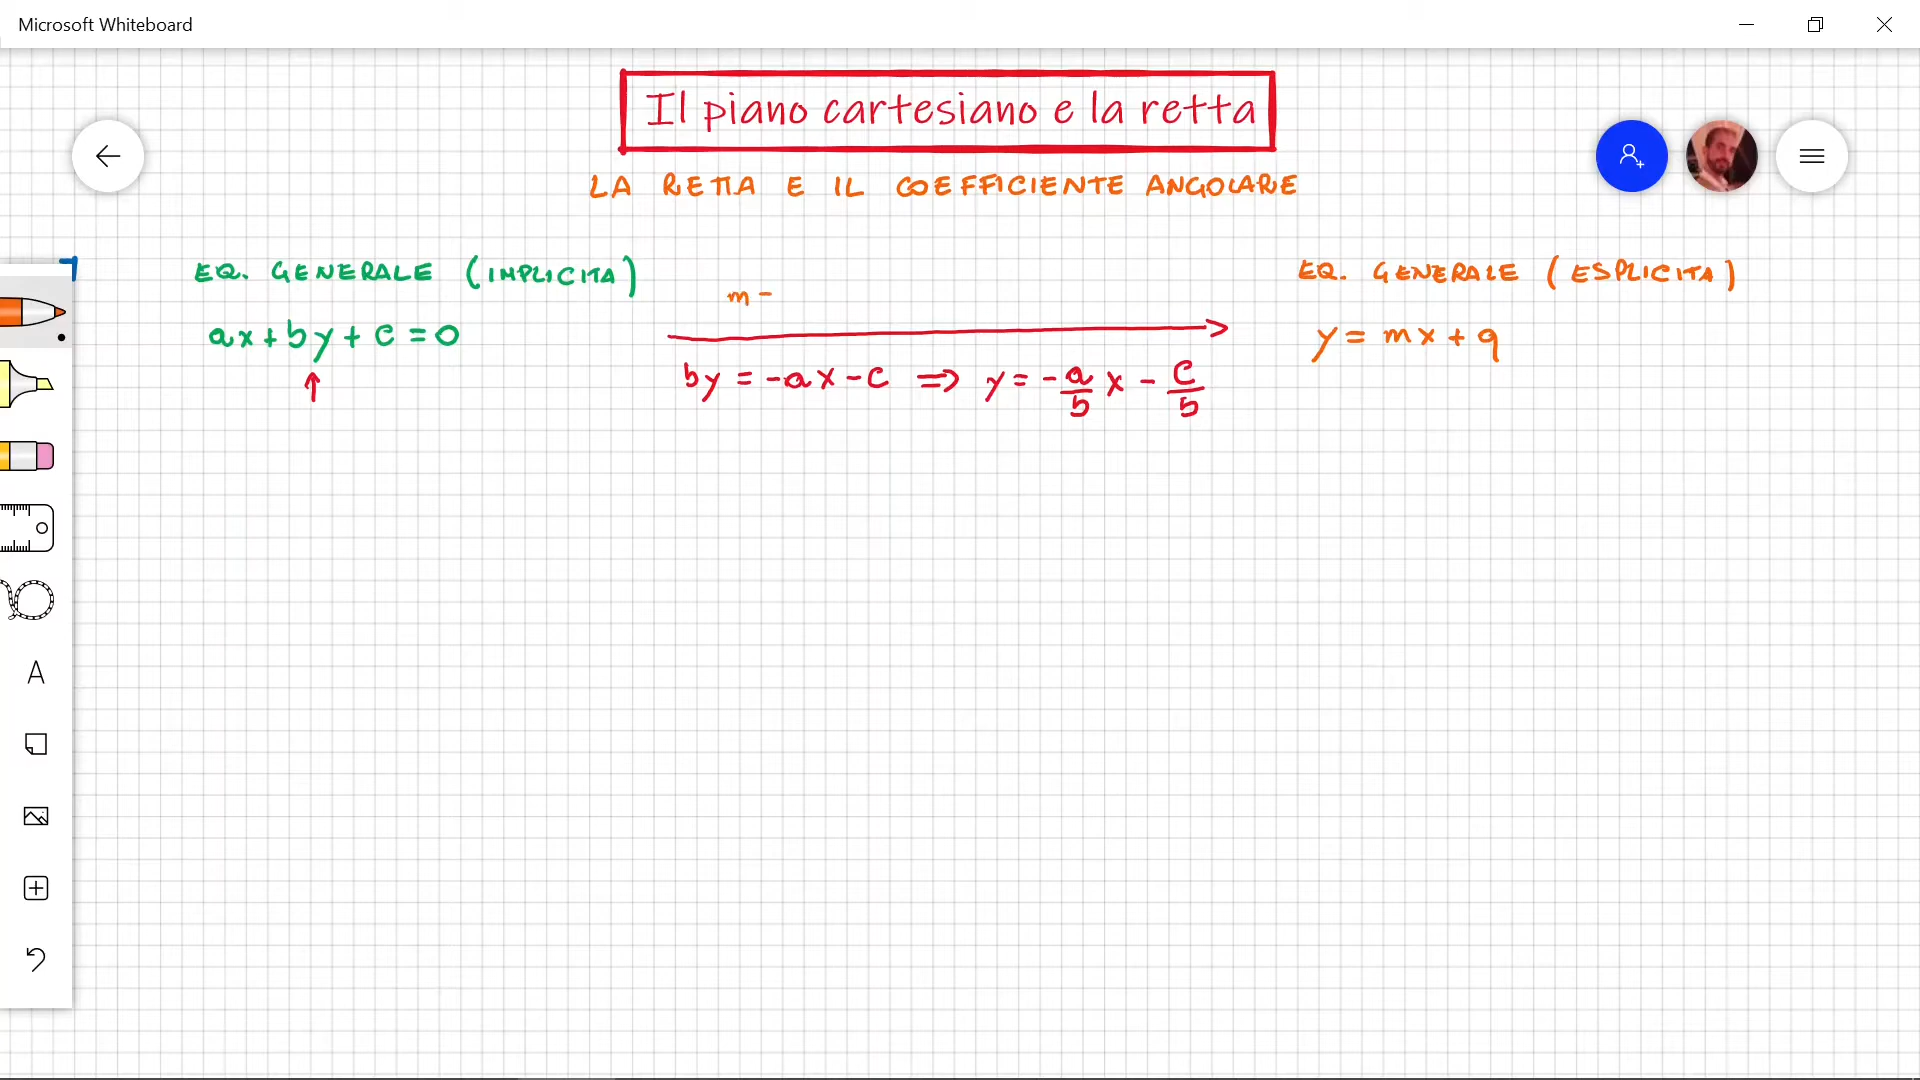 Microsoft Whiteboard
Il piano cartesiano e la retta
LA RETTA E IL COEFFICIENTE ANGOLARE
EQ. GENERALE (IMPLICITA)
ax + by + c = 0
m -
by = -ax - c ⇒ y = -a/b x - c/b
EQ. GENERALE (ESPLICITA)
y = mx + q
A